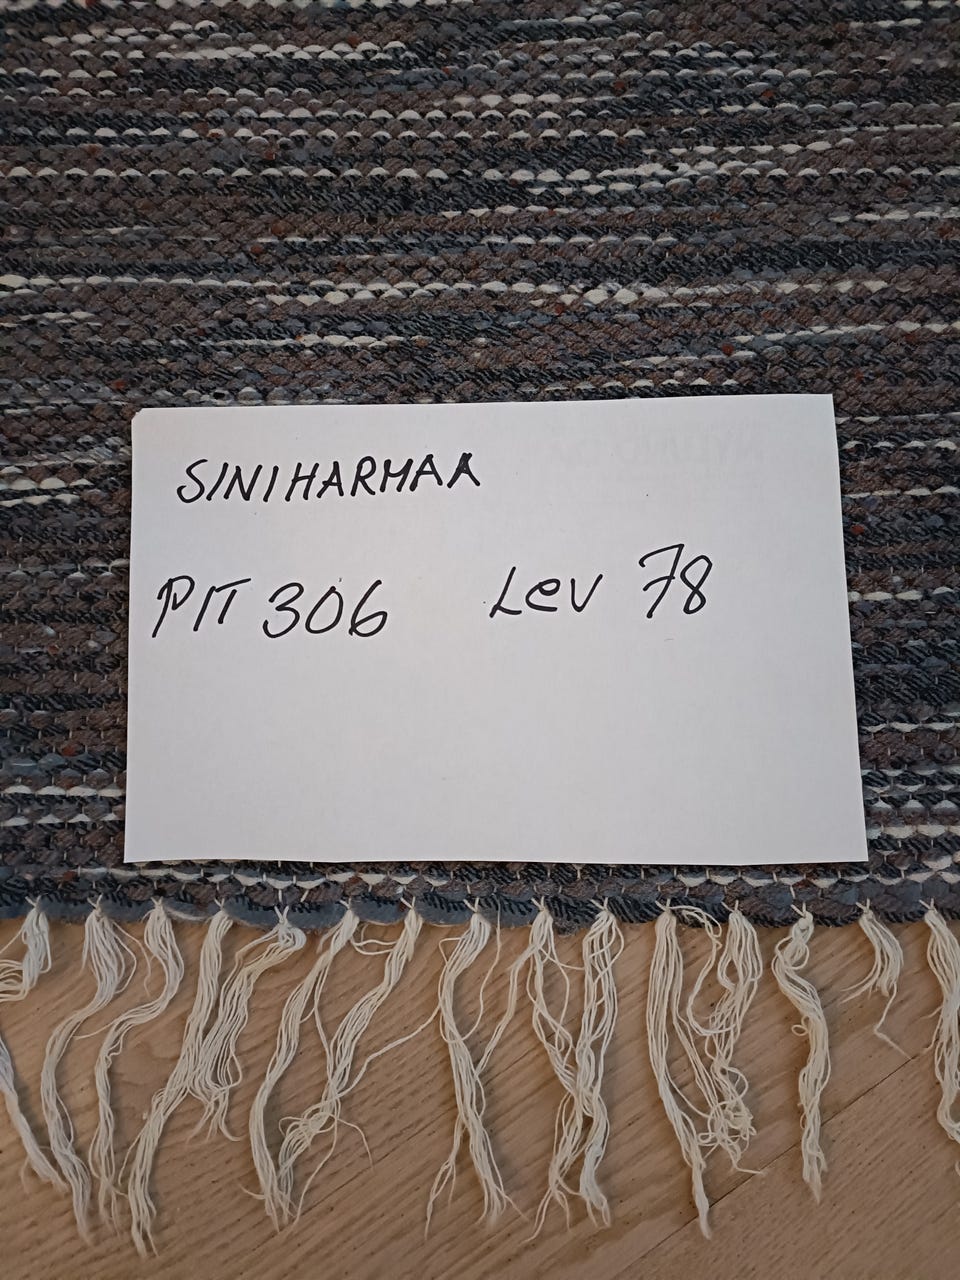 SINIHARMAA
PIT 306 Lev 78